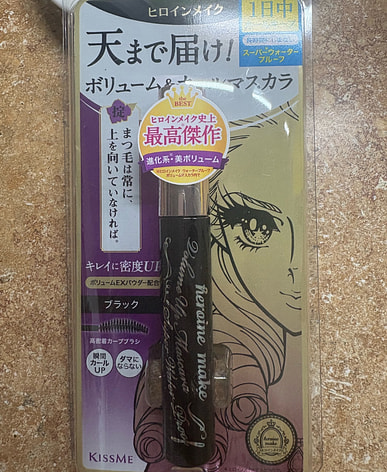 ヒロインメイク
1日中
スーパーウォーター
プルーフ
天まで届け!
ボリューム&カールマスカラ
the
BEST
ヒロインメイク史上
最高傑作
進化系・美ボリューム
掟
まつ毛は常に、
上を向いていなければ。
キレイに密度UP
ボリュームEXパウダー配合
ブラック
高密着カーブブラシ
瞬間
カール
UP
ダマに
ならない
heroine make
Volume
KISSME
heroine
make